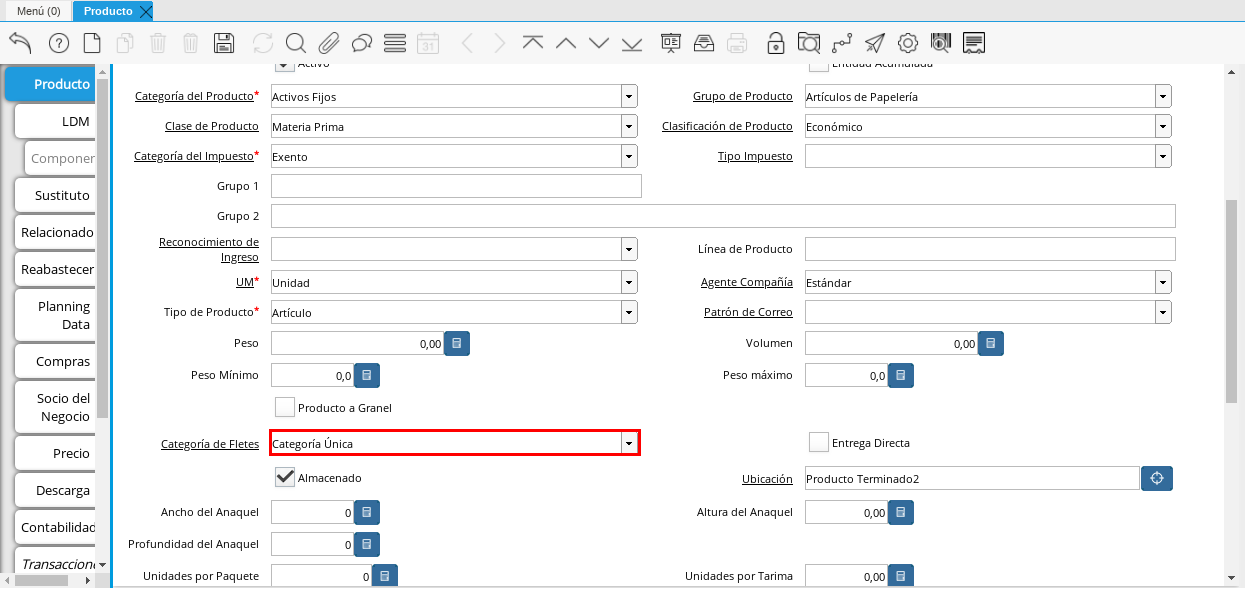 Menú (0)
Producto
31
Producto
LDM
Componen
Sustituto
Relacionado
Reabastecer
Planning
Data
Compras
Socio del
Negocio
Precio
Descarga
Contabilidad
Transaccione
Activo
Entidad Acumulada
Categoría del Producto* Activos Fijos
Grupo de Producto Artículos de Papelería
Clase de Producto Materia Prima
Clasificación de Producto Económico
Categoría del Impuesto* Exento
Tipo Impuesto
Grupo 1
Grupo 2
Reconocimiento de
Ingreso
Línea de Producto
UM* Unidad
Agente Compañía Estándar
Tipo de Producto* Artículo
Patrón de Correo
Peso 0,00
Volumen 0,00
Peso Mínimo 0,0
Peso máximo 0,0
Producto a Granel
Categoría de Fletes Categoría Única
Entrega Directa
Almacenado
Ubicación Producto Terminado2
Ancho del Anaquel 0
Altura del Anaquel 0,00
Profundidad del Anaquel 0
Unidades por Paquete 0
Unidades por Tarima 0,00